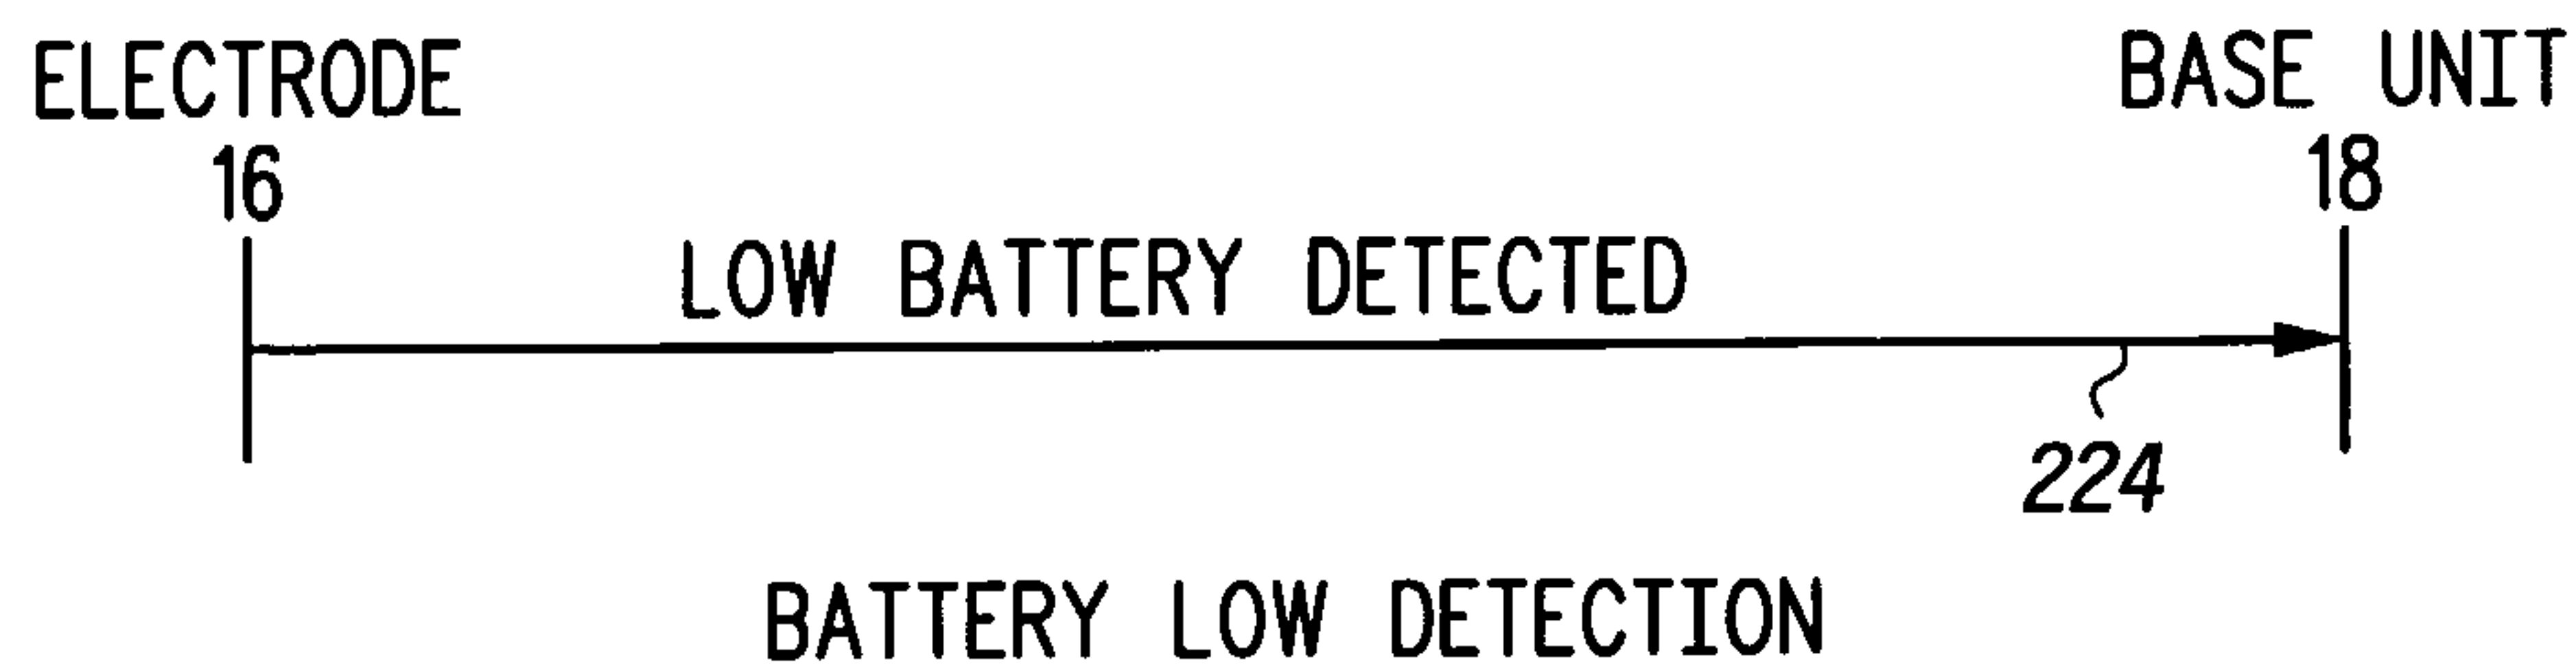 ELECTRODE
16
BASE UNIT
18
LOW BATTERY DETECTED
224
BATTERY LOW DETECTION